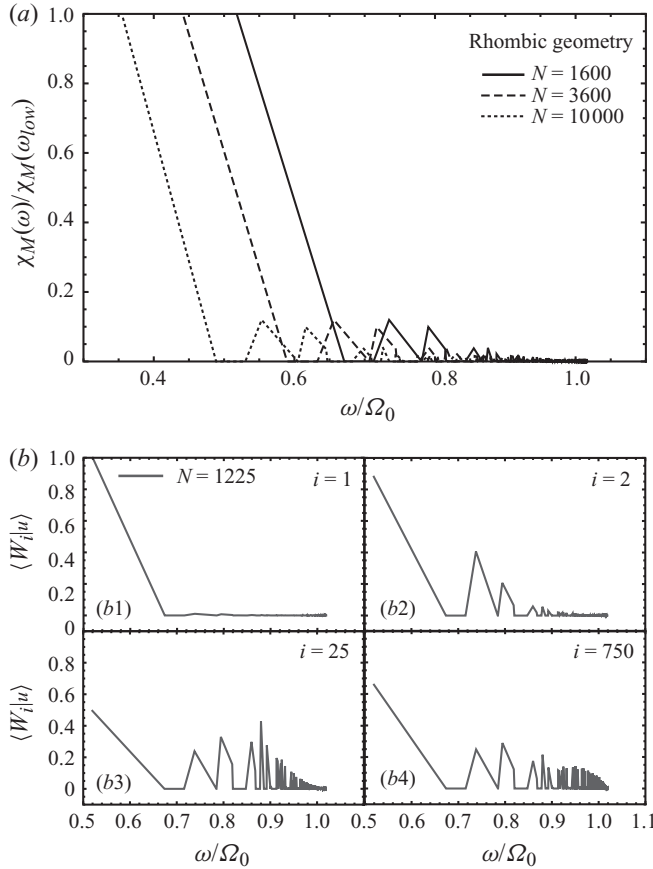 (a)
1.0
0.8
0.6
0.4
0.2
0
χM(ω)/χM(ωlow)
Rhombic geometry
N = 1600
N = 3600
N = 10000
0.4 0.6 0.8 1.0
ω/Ω0
(b)
1.0
0.8
0.6
0.4
0.2
0
⟨Wi|u⟩
N = 1225
i = 1
i = 2
(b1)
(b2)
0.8
0.6
0.4
0.2
0
⟨Wi|u⟩
i = 25
i = 750
(b3)
(b4)
0.5 0.6 0.7 0.8 0.9 1.0 0.5 0.6 0.7 0.8 0.9 1.0 1.1
ω/Ω0 ω/Ω0